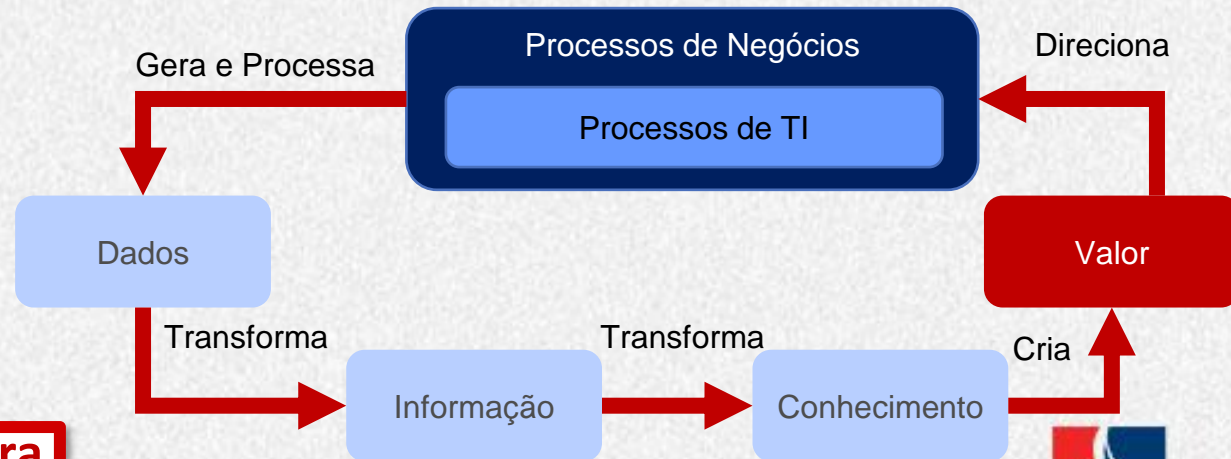 Processos de Negócios
Direciona
Gera e Processa
Processos de TI
Dados
Valor
Transforma
Transforma
Cria
Informação
Conhecimento